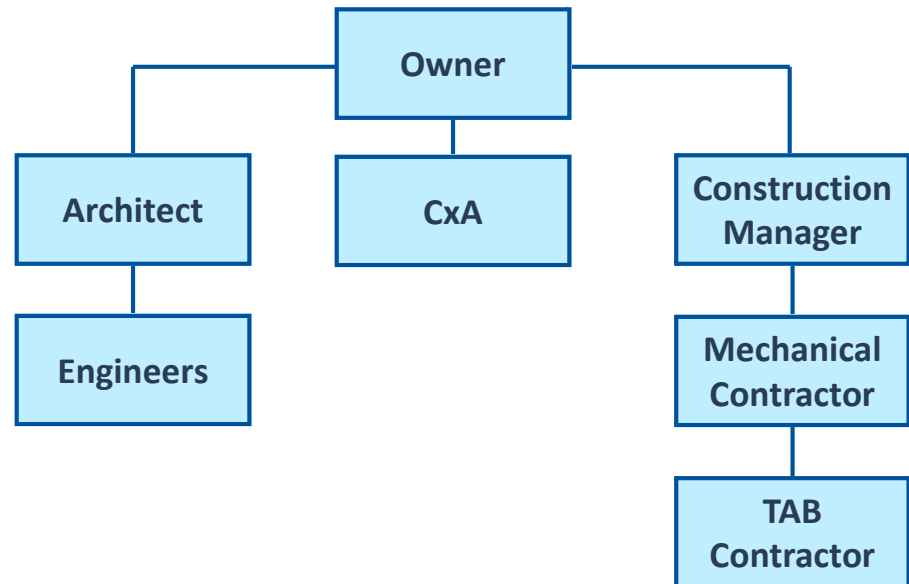 Owner
Architect
CxA
Construction
Manager
Engineers
Mechanical
Contractor
TAB
Contractor